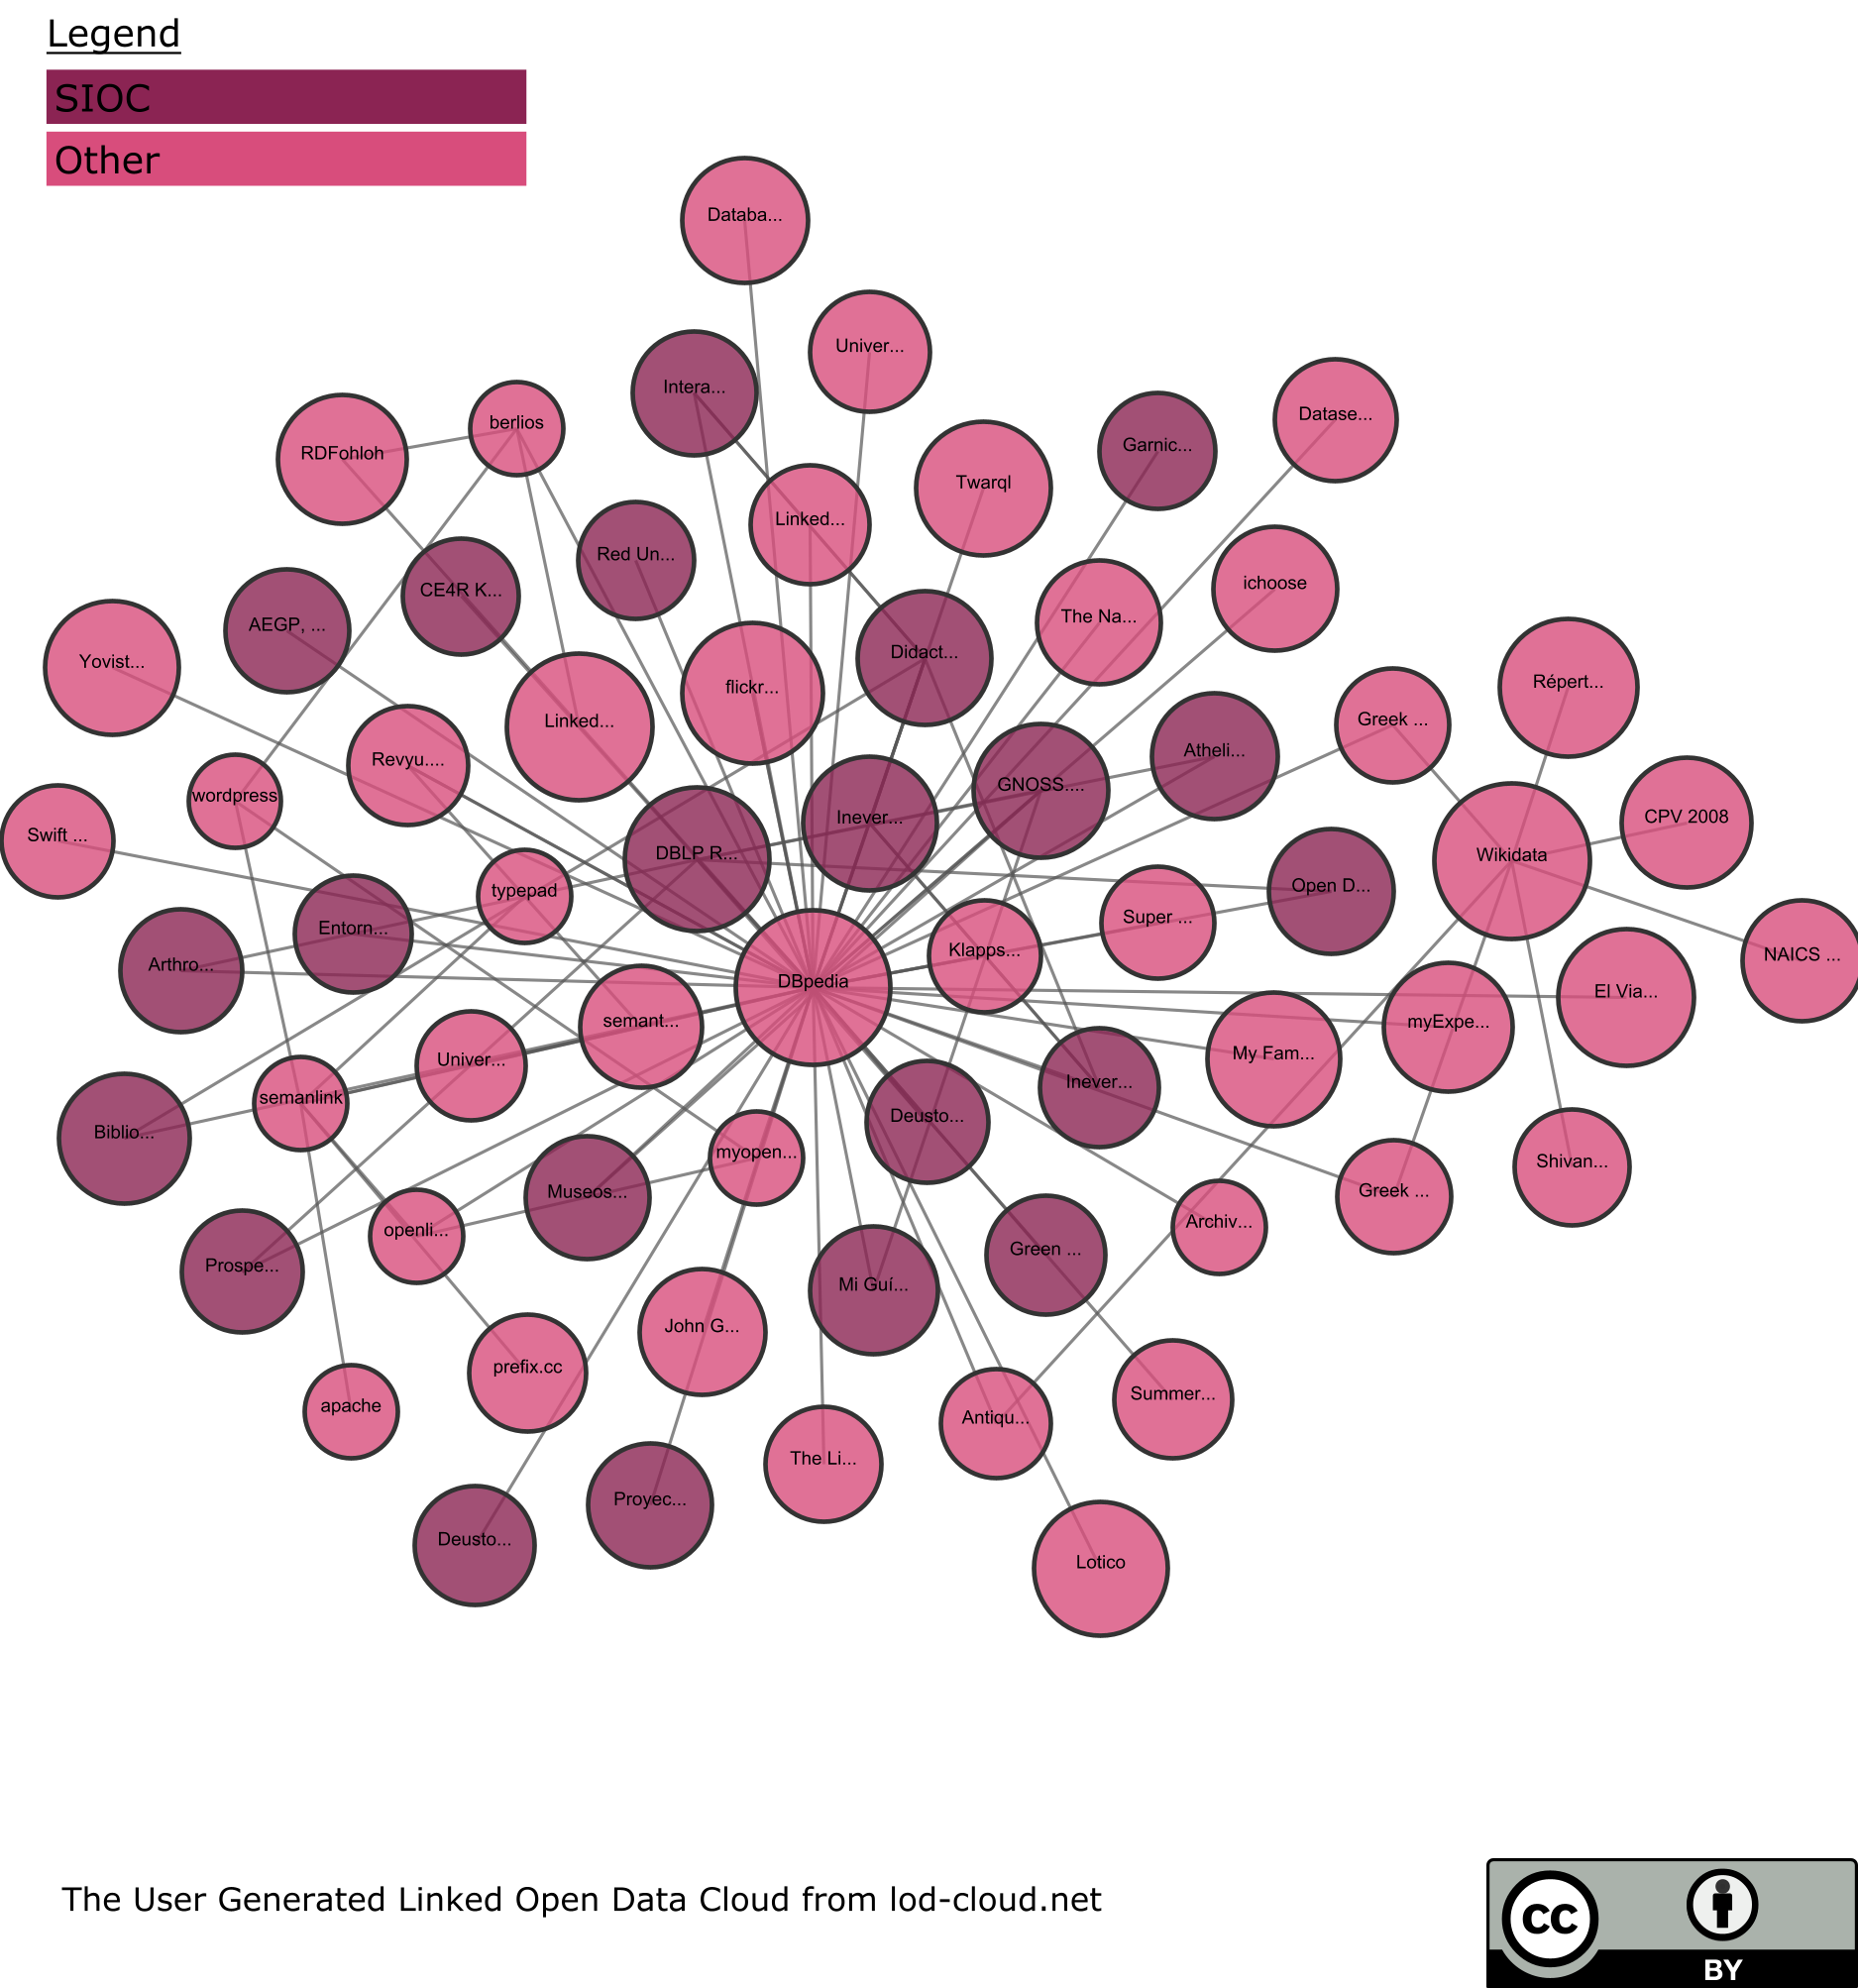 Legend
SIOC
Other
Databa...
Univer...
Intera...
berlios
RDFohloh
Datase...
Garnic...
Twarql
Linked...
Red Un...
CE4R K...
ichoose
The Na...
AEGP, ...
Yovist...
Didact...
flickr...
Linked...
Répert...
Greek ...
Atheli...
Revyu....
GNOSS....
wordpress
Inever...
CPV 2008
Swift ...
DBLP R...
Wikidata
typepad
Open D...
Super ...
Entorn...
Klapps...
Arthro...
NAICS ...
DBpedia
El Via...
semant...
myExpe...
My Fam...
Univer...
Inever...
semanlink
Deusto...
Biblio...
myopen...
Shivan...
Museos...
Greek ...
Archiv...
openli...
Green ...
Prospe...
Mi Guí...
John G...
prefix.cc
Summer...
apache
Antiqu...
The Li...
Proyec...
Deusto...
Lotico
The User Generated Linked Open Data Cloud from lod-cloud.net
cc
BY